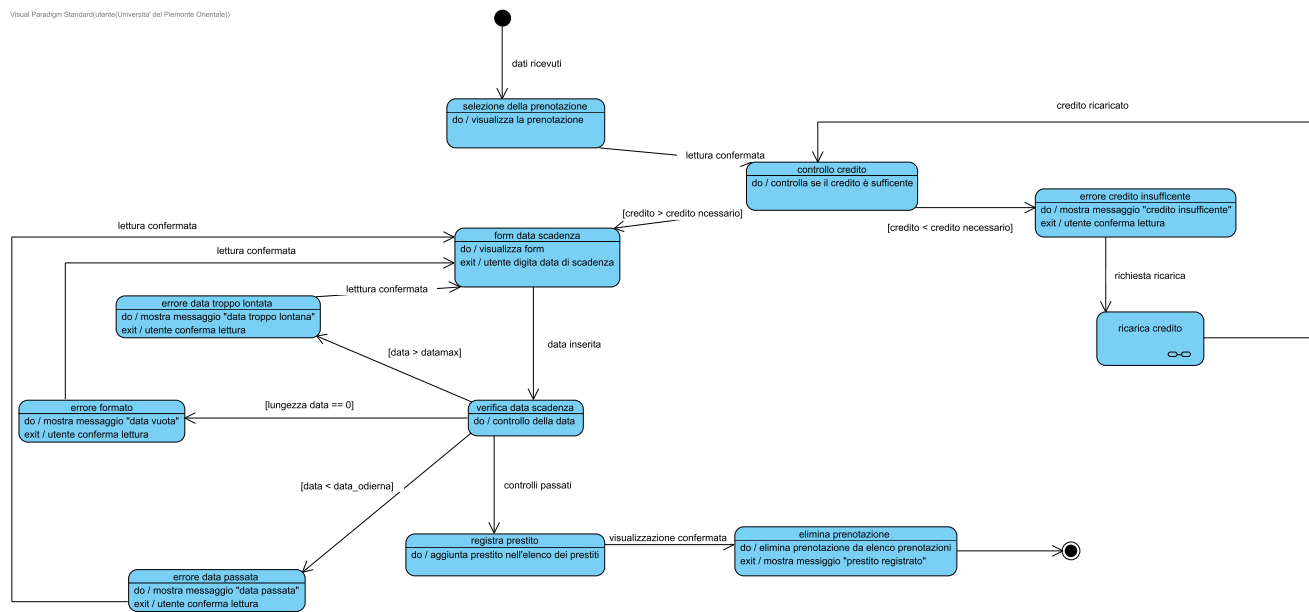 Visual Paradigm Standard(utente(Universita' del Piemonte Orientale))
dati ricevuti
selezione della prenotazione
do / visualizza la prenotazione
credito ricaricato
lettura confermata
controllo credito
do / controlla se il credito è sufficente
errore credito insufficente
do / mostra messaggio "credito insufficente"
exit / utente conferma lettura
[credito > credito ncessario]
[credito < credito necessario]
lettura confermata
form data scadenza
do / visualizza form
exit / utente digita data di scadenza
lettura confermata
richiesta ricarica
letttura confermata
errore data troppo lontata
do / mostra messaggio "data troppo lontana"
exit / utente conferma lettura
ricarica credito
data inserita
[data > datamax]
errore formato
do / mostra messaggio "data vuota"
exit / utente conferma lettura
[lungezza data == 0]
verifica data scadenza
do / controllo della data
[data < data_odierna]
controlli passati
registra prestito
do / aggiunta prestito nell'elenco dei prestiti
visualizzazione confermata
elimina prenotazione
do / elimina prenotazione da elenco prenotazioni
exit / mostra messiggio "prestito registrato"
errore data passata
do / mostra messaggio "data passata"
exit / utente conferma lettura